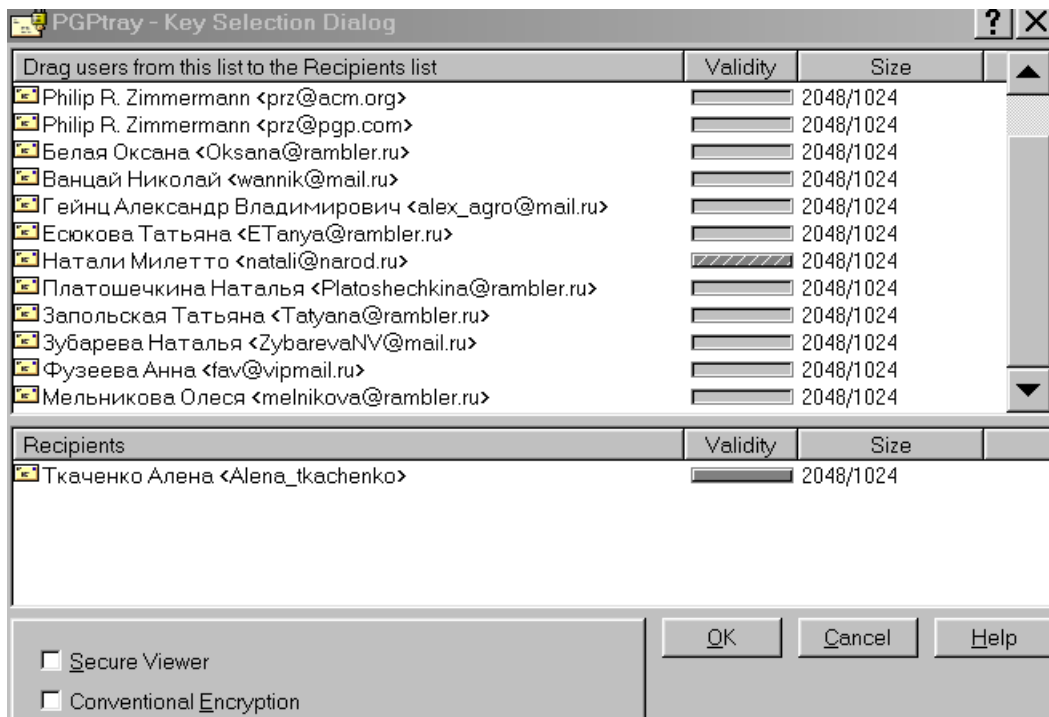 PGPtray - Key Selection Dialog
Drag users from this list to the Recipients list Validity Size
Philip R. Zimmermann <prz@acm.org> 2048/1024
Philip R. Zimmermann <prz@pgp.com> 2048/1024
Белая Оксана <Oksana@rambler.ru> 2048/1024
Ванцай Николай <wannik@mail.ru> 2048/1024
Гейнц Александр Владимирович <alex_agro@mail.ru> 2048/1024
Есюкова Татьяна <ETanya@rambler.ru> 2048/1024
Натали Милетто <natali@narod.ru> 2048/1024
Платошечкина Наталья <Platoshechkina@rambler.ru> 2048/1024
Запольская Татьяна <Tatyana@rambler.ru> 2048/1024
Зубарева Наталья <ZybarevaNV@mail.ru> 2048/1024
Фузеева Анна <fav@vipmail.ru> 2048/1024
Мельникова Олеся <melnikova@rambler.ru> 2048/1024
Recipients Validity Size
Ткаченко Алена <Alena_tkachenko> 2048/1024
OK Cancel Help
Secure Viewer
Conventional Encryption